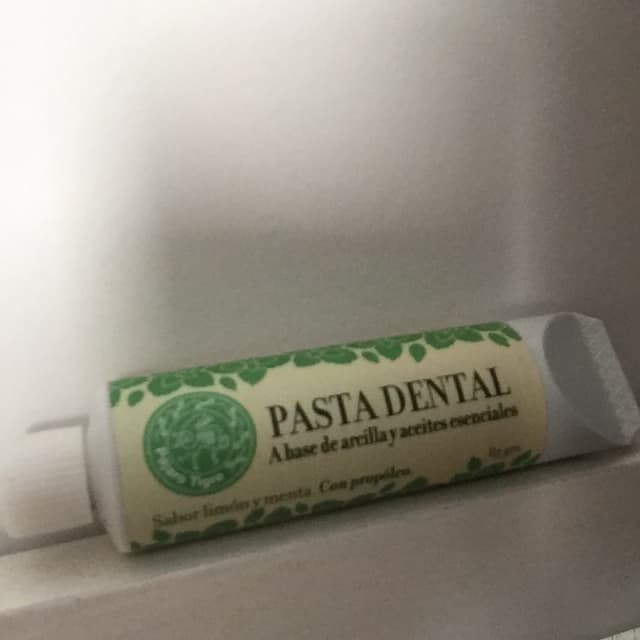 PASTA DENTAL
A base de arcilla y aceites esenciales
Sabor limón y menta. Con propóleo